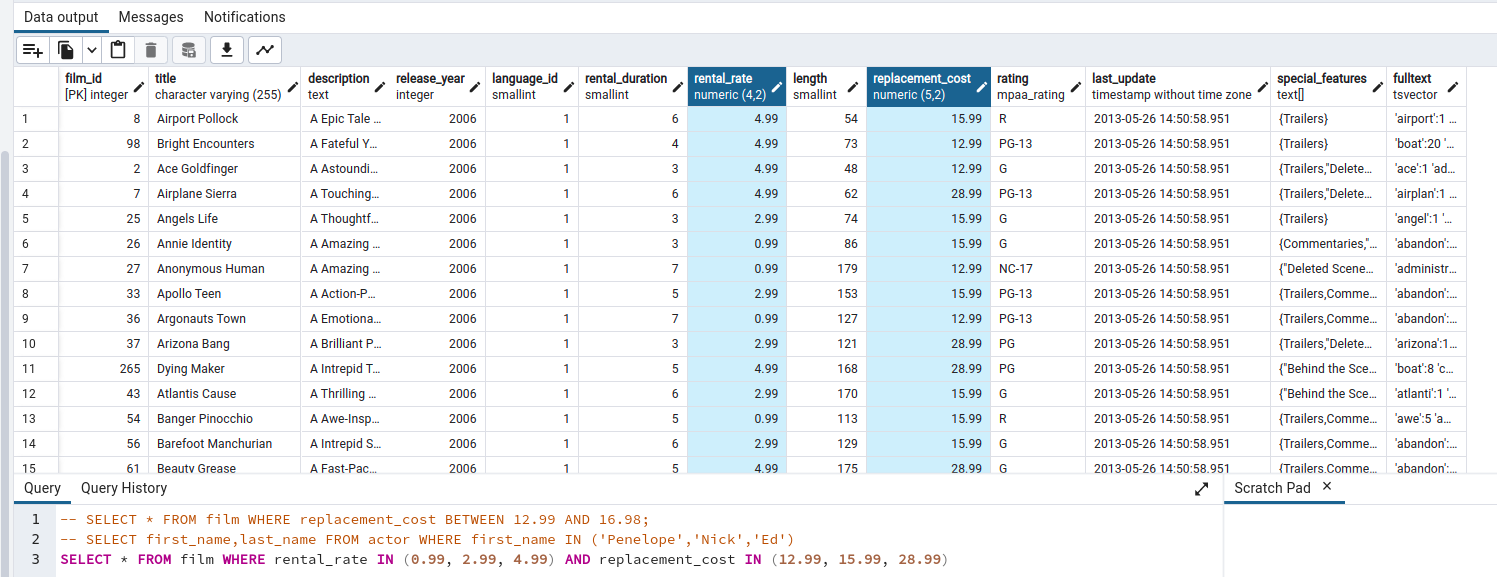 Data output Messages Notifications
film_id [PK] integer title character varying (255) description text release_year integer language_id smallint rental_duration smallint rental_rate numeric (4,2) length smallint replacement_cost numeric (5,2) rating mpaa_rating last_update timestamp without time zone special_features text[] fulltext tsvector
1 8 Airport Pollock A Epic Tale ... 2006 1 6 4.99 54 15.99 R 2013-05-26 14:50:58.951 {Trailers} 'airport':1 ...
2 98 Bright Encounters A Fateful Y... 2006 1 4 4.99 73 12.99 PG-13 2013-05-26 14:50:58.951 {Trailers} 'boat':20 '...
3 2 Ace Goldfinger A Astoundi... 2006 1 3 4.99 48 12.99 G 2013-05-26 14:50:58.951 {Trailers,"Delete... 'ace':1 'ad...
4 7 Airplane Sierra A Touching... 2006 1 6 4.99 62 28.99 PG-13 2013-05-26 14:50:58.951 {Trailers,"Delete... 'airplan':1 ...
5 25 Angels Life A Thoughtf... 2006 1 3 2.99 74 15.99 G 2013-05-26 14:50:58.951 {Trailers} 'angel':1 '...
6 26 Annie Identity A Amazing ... 2006 1 3 0.99 86 15.99 G 2013-05-26 14:50:58.951 {Commentaries,"... 'abandon':...
7 27 Anonymous Human A Amazing ... 2006 1 7 0.99 179 12.99 NC-17 2013-05-26 14:50:58.951 {"Deleted Scene... 'administr...
8 33 Apollo Teen A Action-P... 2006 1 5 2.99 153 15.99 PG-13 2013-05-26 14:50:58.951 {Trailers,Comme... 'abandon':...
9 36 Argonauts Town A Emotiona... 2006 1 7 0.99 127 12.99 PG-13 2013-05-26 14:50:58.951 {Trailers,Comme... 'abandon':...
10 37 Arizona Bang A Brilliant P... 2006 1 3 2.99 121 28.99 PG 2013-05-26 14:50:58.951 {Trailers,"Delete... 'arizona':1...
11 265 Dying Maker A Intrepid T... 2006 1 5 4.99 168 28.99 PG 2013-05-26 14:50:58.951 {"Behind the Sce... 'boat':8 'c...
12 43 Atlantis Cause A Thrilling ... 2006 1 6 2.99 170 15.99 G 2013-05-26 14:50:58.951 {"Behind the Sce... 'atlanti':1 '...
13 54 Banger Pinocchio A Awe-Insp... 2006 1 5 0.99 113 15.99 R 2013-05-26 14:50:58.951 {Trailers,Comme... 'awe':5 'a...
14 56 Barefoot Manchurian A Intrepid S... 2006 1 6 2.99 129 15.99 G 2013-05-26 14:50:58.951 {Trailers,Comme... 'abandon':...
15 61 Beauty Grease A Fast-Pac... 2006 1 5 4.99 175 28.99 G 2013-05-26 14:50:58.951 {Trailers,Comme... 'abandon':...
Query Query History Scratch Pad
1 -- SELECT * FROM film WHERE replacement_cost BETWEEN 12.99 AND 16.98;
2 -- SELECT first_name,last_name FROM actor WHERE first_name IN ('Penelope','Nick','Ed')
3 SELECT * FROM film WHERE rental_rate IN (0.99, 2.99, 4.99) AND replacement_cost IN (12.99, 15.99, 28.99)